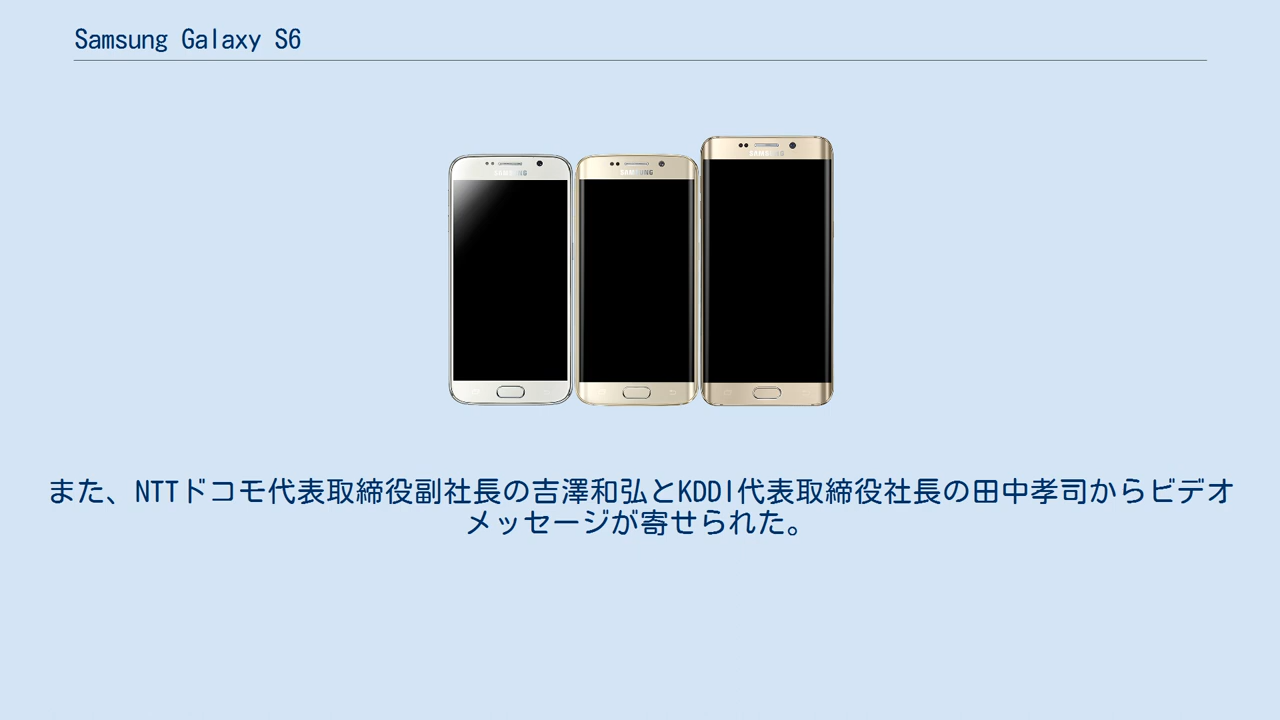 Samsung Galaxy S6
SAMSUNG SAMSUNG SAMSUNG
また、NTTドコモ代表取締役副社長の吉澤和弘とKDDI代表取締役社長の田中孝司からビデオ
メッセージが寄せられた。